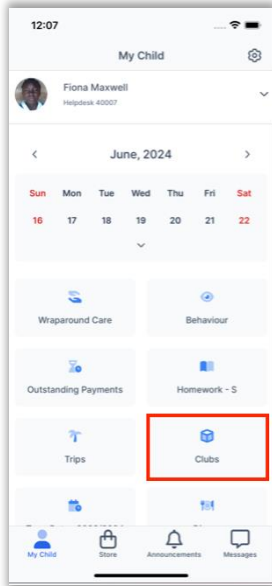 12:07
My Child
Fiona Maxwell
Helpdesk 40007
June, 2024
Sun Mon Tue Wed Thu Fri Sat
16 17 18 19 20 21 22
Wraparound Care
Behaviour
Outstanding Payments
Homework - S
Trips
Clubs
My Child
Store
Announcements
Messages